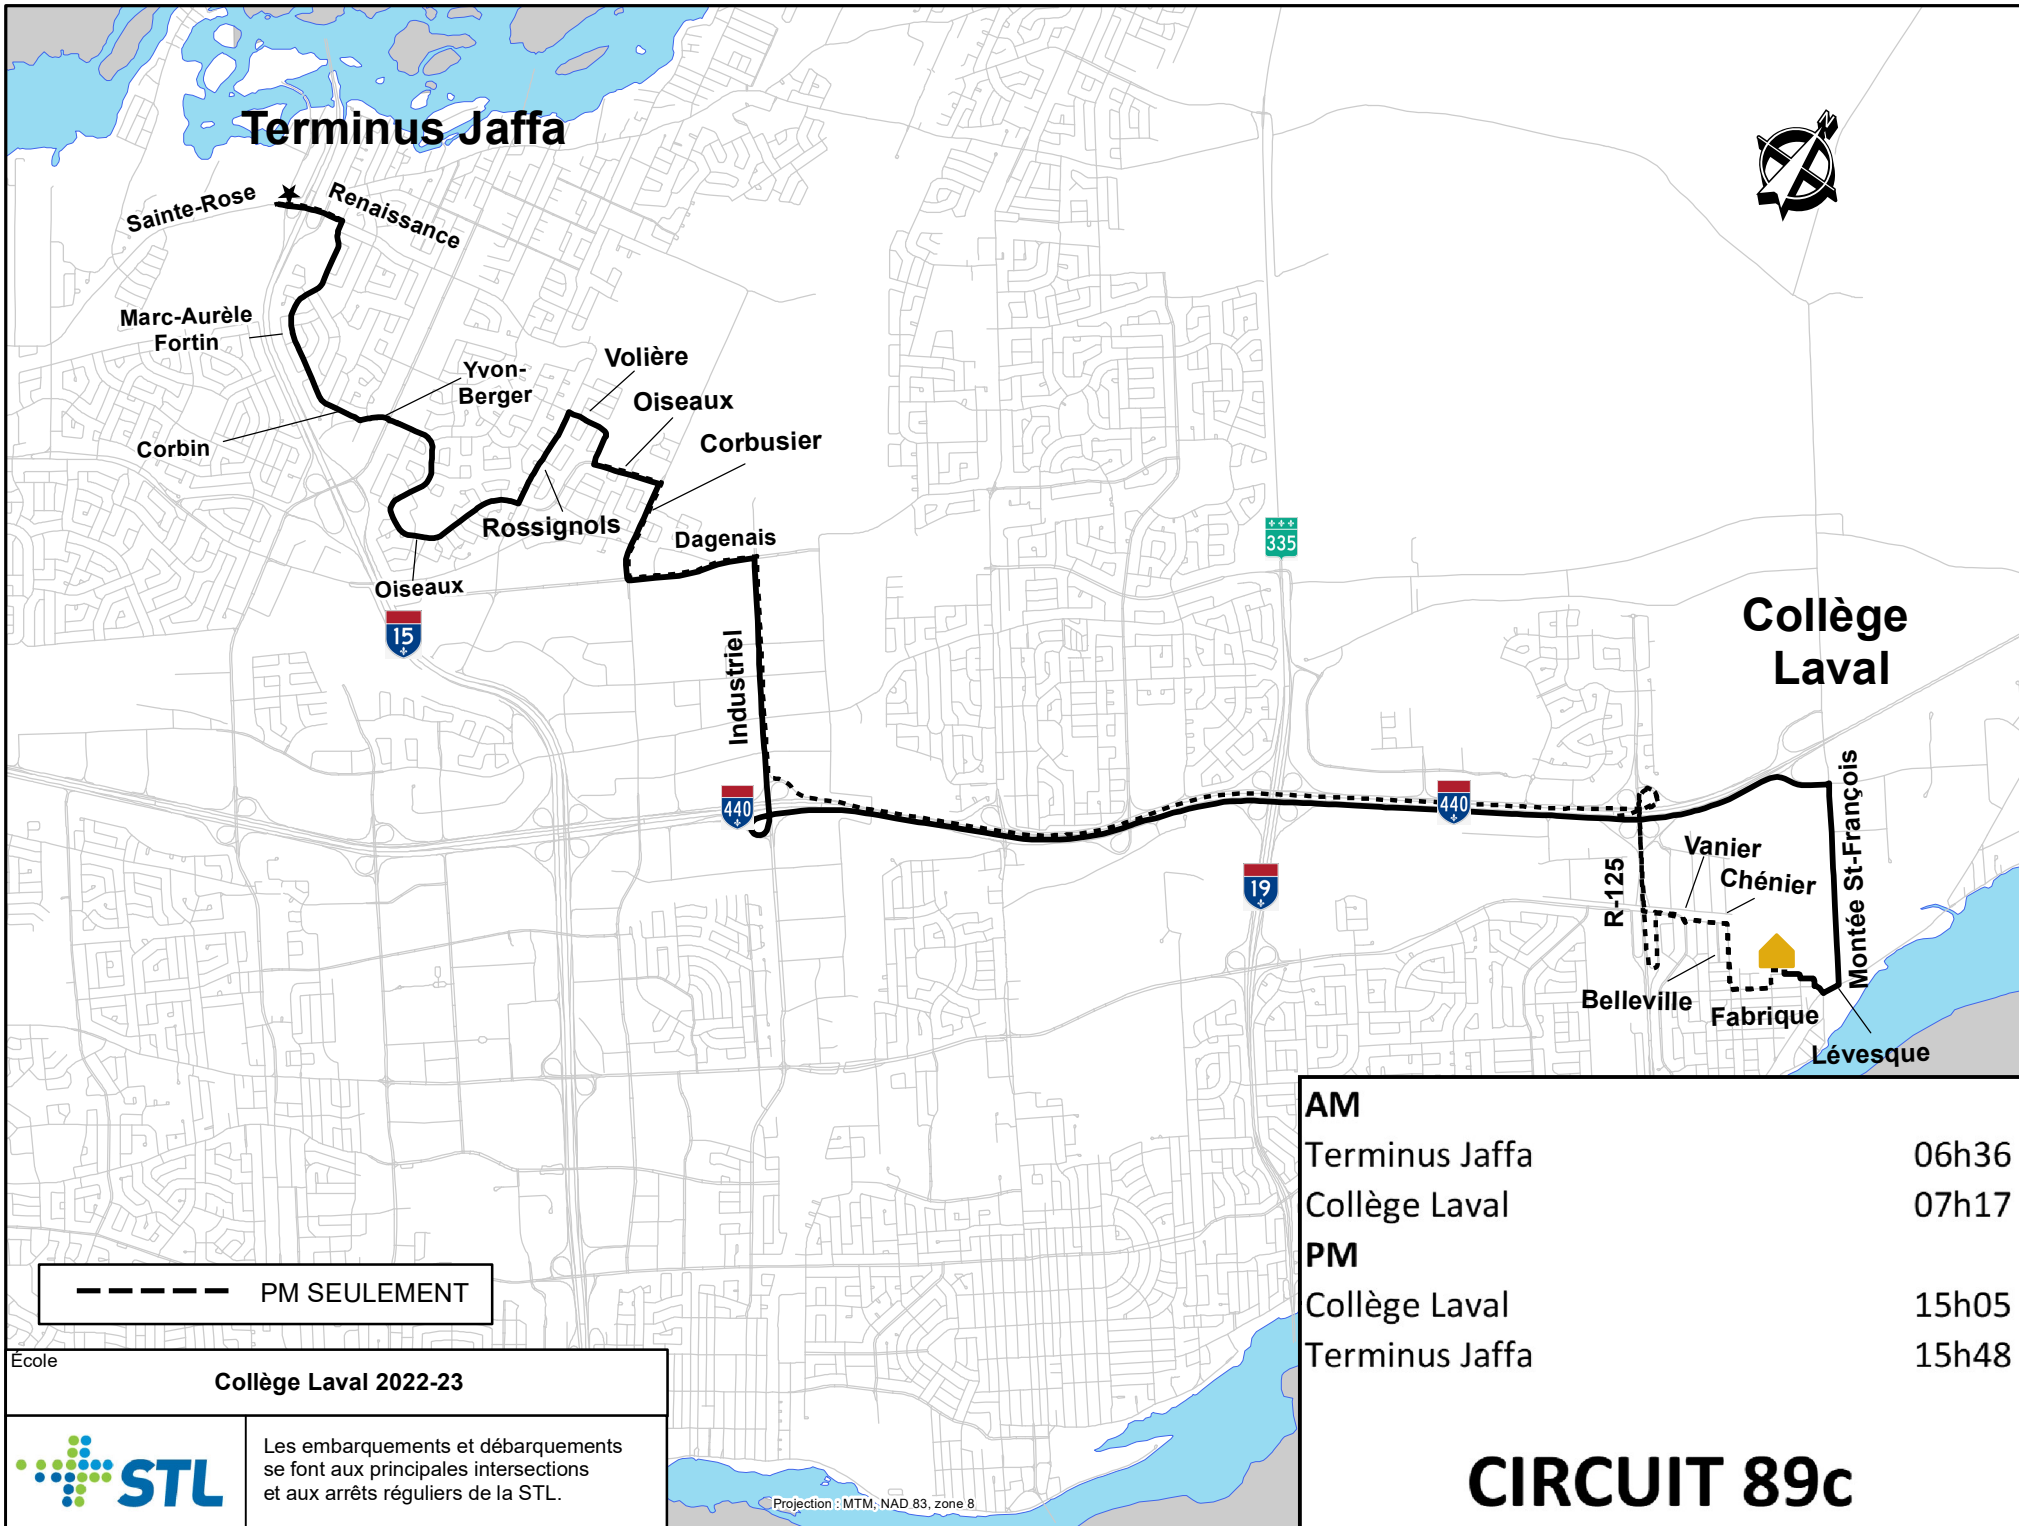 Terminus Jaffa
N
Sainte-Rose
Renaissance
Marc-Aurèle
Fortin
Yvon-
Berger
Volière
Oiseaux
Corbusier
Corbin
Rossignols
Dagenais
Oiseaux
335
15
Collège
Laval
Industriel
440
440
19
R-125
Vanier
Chénier
Montée St-François
Belleville
Fabrique
Lévesque
AM
Terminus Jaffa 06h36
Collège Laval 07h17
PM
Collège Laval 15h05
Terminus Jaffa 15h48
CIRCUIT 89c
PM SEULEMENT
École
Collège Laval 2022-23
STL
Les embarquements et débarquements
se font aux principales intersections
et aux arrêts réguliers de la STL.
Projection : MTM, NAD 83, zone 8